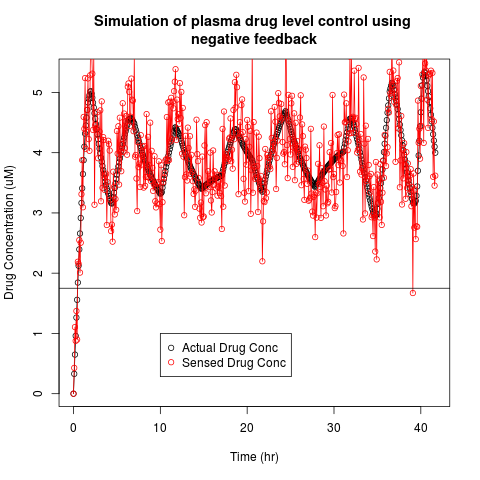 Simulation of plasma drug level control using
negative feedback
Drug Concentration (uM)
5
4
3
2
1
0
Actual Drug Conc
Sensed Drug Conc
0 10 20 30 40
Time (hr)